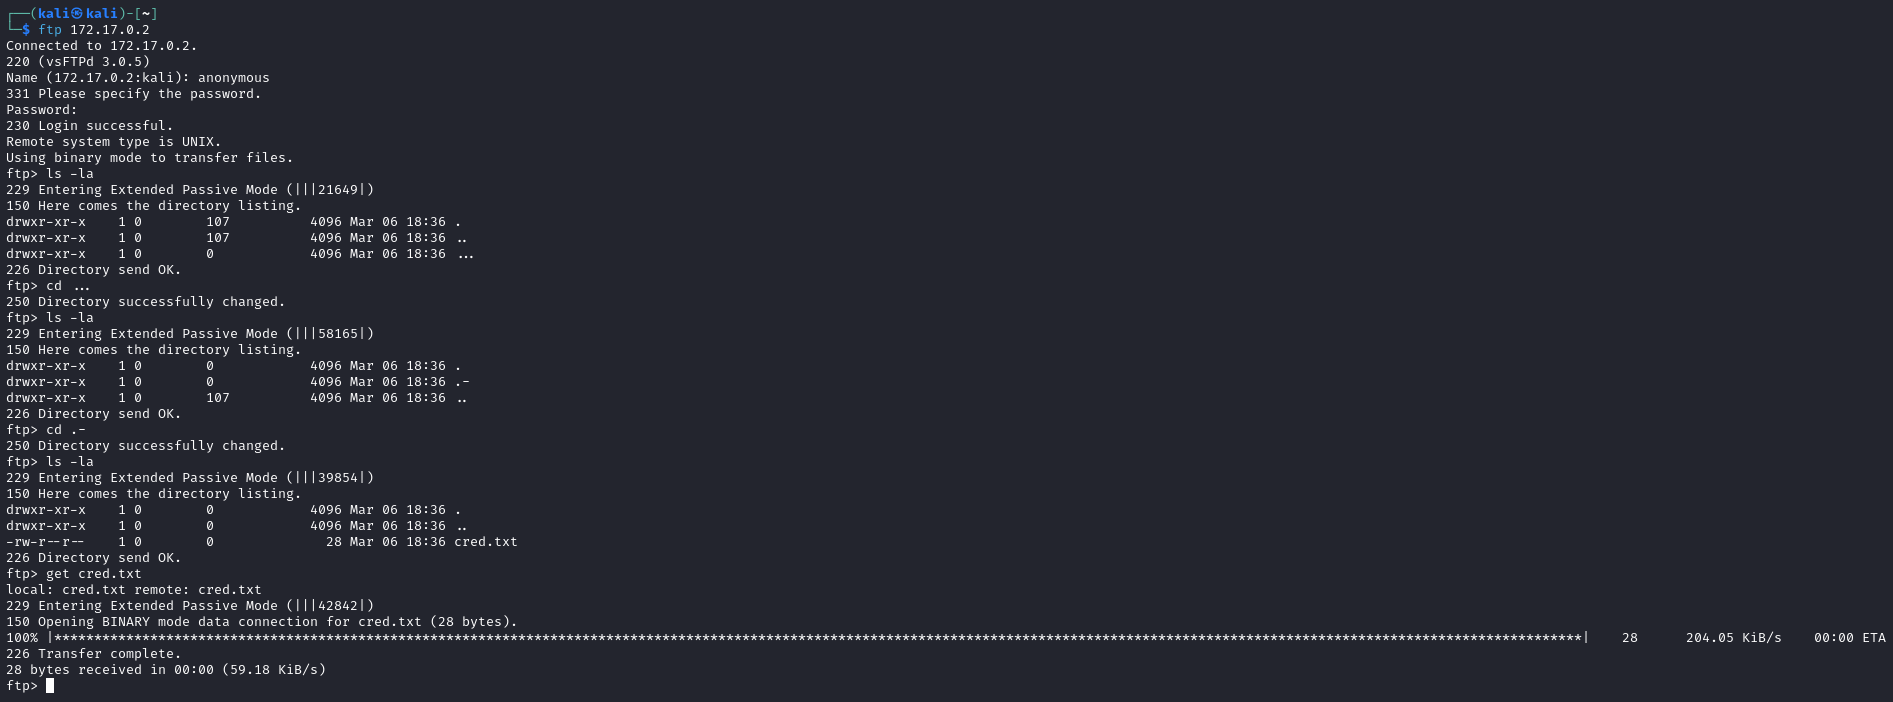 ┌──(kali㉿kali)-[~]
└─$ ftp 172.17.0.2
Connected to 172.17.0.2.
220 (vsFTPd 3.0.5)
Name (172.17.0.2:kali): anonymous
331 Please specify the password.
Password:
230 Login successful.
Remote system type is UNIX.
Using binary mode to transfer files.
ftp> ls -la
229 Entering Extended Passive Mode (|||21649|)
150 Here comes the directory listing.
drwxr-xr-x    1 0        107          4096 Mar 06 18:36 .
drwxr-xr-x    1 0        107          4096 Mar 06 18:36 ..
drwxr-xr-x    1 0        0            4096 Mar 06 18:36 ...
226 Directory send OK.
ftp> cd ...
250 Directory successfully changed.
ftp> ls -la
229 Entering Extended Passive Mode (|||58165|)
150 Here comes the directory listing.
drwxr-xr-x    1 0        0            4096 Mar 06 18:36 .
drwxr-xr-x    1 0        0            4096 Mar 06 18:36 .-
drwxr-xr-x    1 0        107          4096 Mar 06 18:36 ..
226 Directory send OK.
ftp> cd .-
250 Directory successfully changed.
ftp> ls -la
229 Entering Extended Passive Mode (|||39854|)
150 Here comes the directory listing.
drwxr-xr-x    1 0        0            4096 Mar 06 18:36 .
drwxr-xr-x    1 0        0            4096 Mar 06 18:36 ..
-rw-r--r--    1 0        0              28 Mar 06 18:36 cred.txt
226 Directory send OK.
ftp> get cred.txt
local: cred.txt remote: cred.txt
229 Entering Extended Passive Mode (|||42842|)
150 Opening BINARY mode data connection for cred.txt (28 bytes).
100% |***********************************************************************************************************************************************************************************************|    28      204.05 KiB/s    00:00 ETA
226 Transfer complete.
28 bytes received in 00:00 (59.18 KiB/s)
ftp>